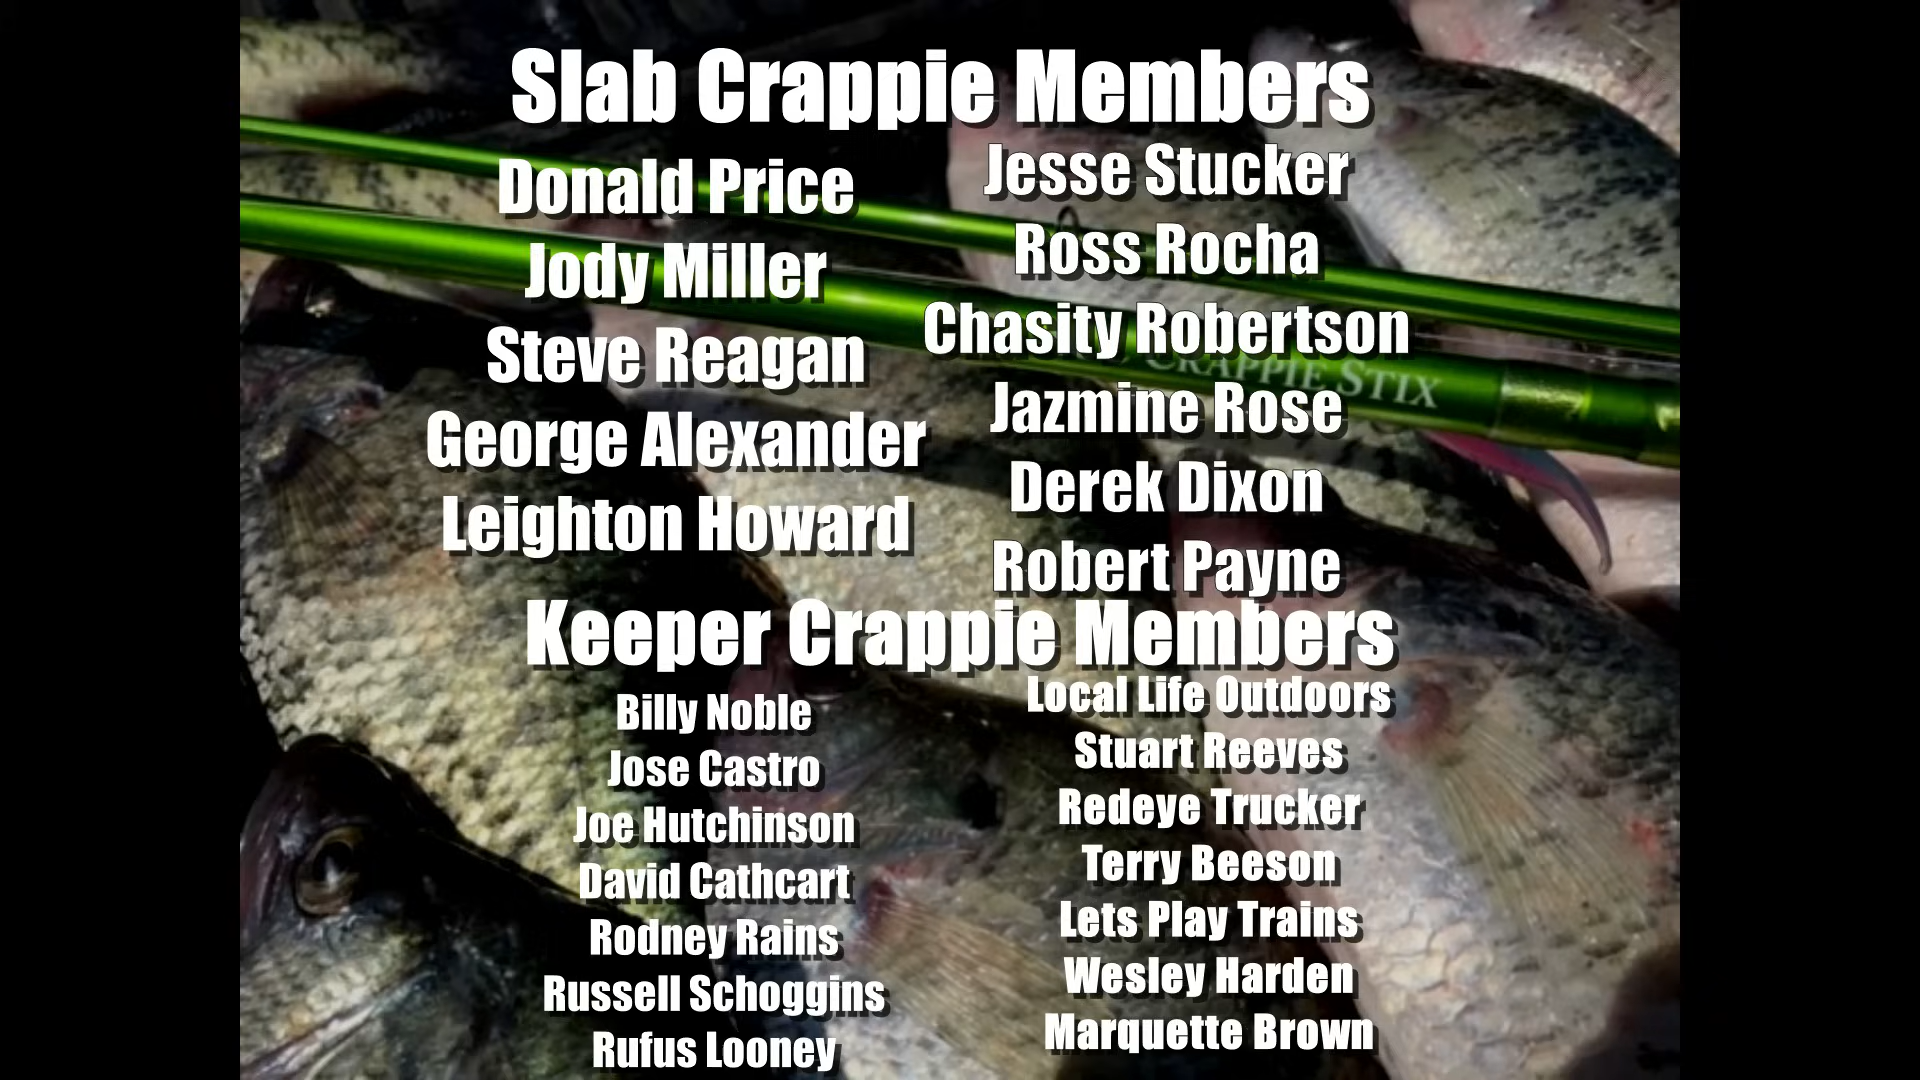 Slab Crappie Members
Donald Price
Jody Miller
Steve Reagan
George Alexander
Leighton Howard
Jesse Stucker
Ross Rocha
Chasity Robertson
CRAPPIE STIX
Jazmine Rose
Derek Dixon
Robert Payne
Keeper Crappie Members
Billy Noble
Jose Castro
Joe Hutchinson
David Cathcart
Rodney Rains
Russell Schoggins
Rufus Looney
Local Life Outdoors
Stuart Reeves
Redeye Trucker
Terry Beeson
Lets Play Trains
Wesley Harden
Marquette Brown